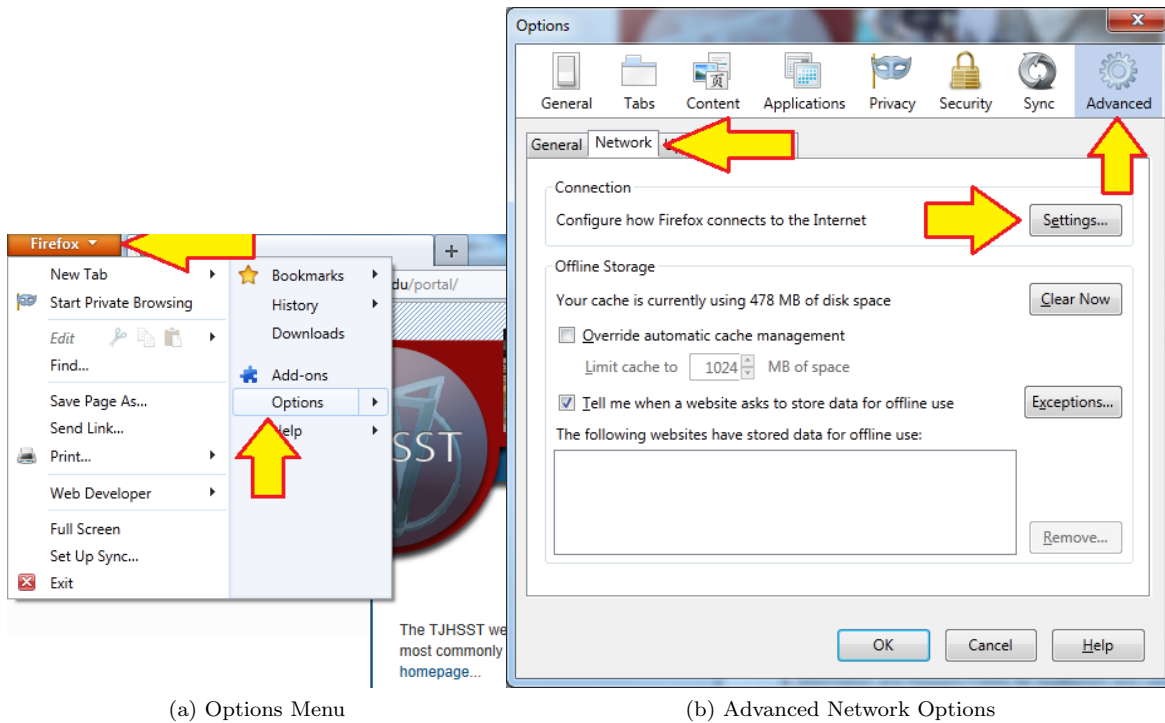 Firefox
New Tab
Start Private Browsing
Edit
Find...
Save Page As...
Send Link...
Print...
Web Developer
Full Screen
Set Up Sync...
Exit
Bookmarks
History
Downloads
Add-ons
Options
Help
+
du/portal/
SST
The TJHSST we
most commonly
homepage...
(a) Options Menu
Options
General Tabs Content Applications Privacy Security Sync Advanced
页
General Network
Connection
Configure how Firefox connects to the Internet Settings...
Offline Storage
Your cache is currently using 478 MB of disk space Clear Now
Override automatic cache management
Limit cache to 1024 MB of space
Tell me when a website asks to store data for offline use Exceptions...
The following websites have stored data for offline use:
Remove...
OK Cancel Help
(b) Advanced Network Options